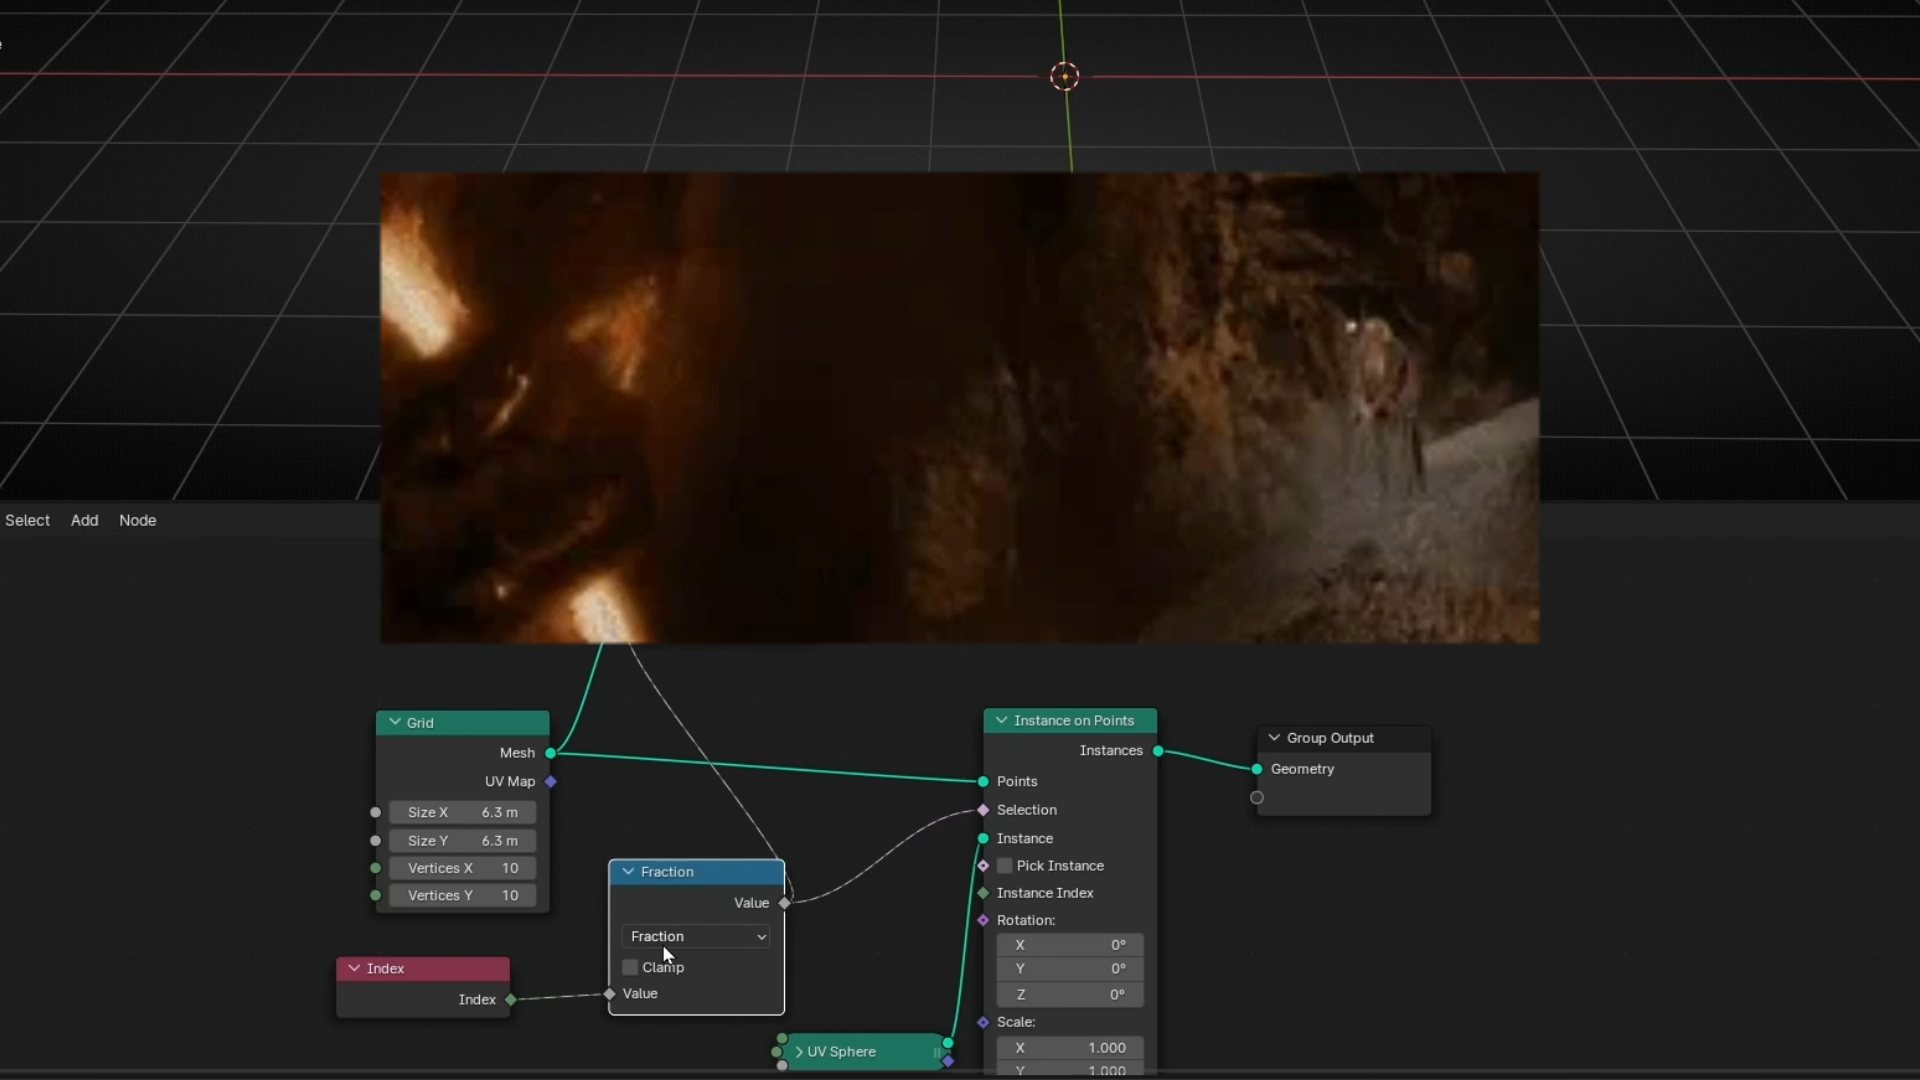 e
Select Add Node
Grid
Mesh
UV Map
Size X 6.3 m
Size Y 6.3 m
Vertices X 10
Vertices Y 10
Index
Index
Fraction
Value
Fraction
Clamp
Value
UV Sphere
Instance on Points
Instances
Points
Selection
Instance
Pick Instance
Instance Index
Rotation:
X 0°
Y 0°
Z 0°
Scale:
X 1.000
Y 1.000
Group Output
Geometry